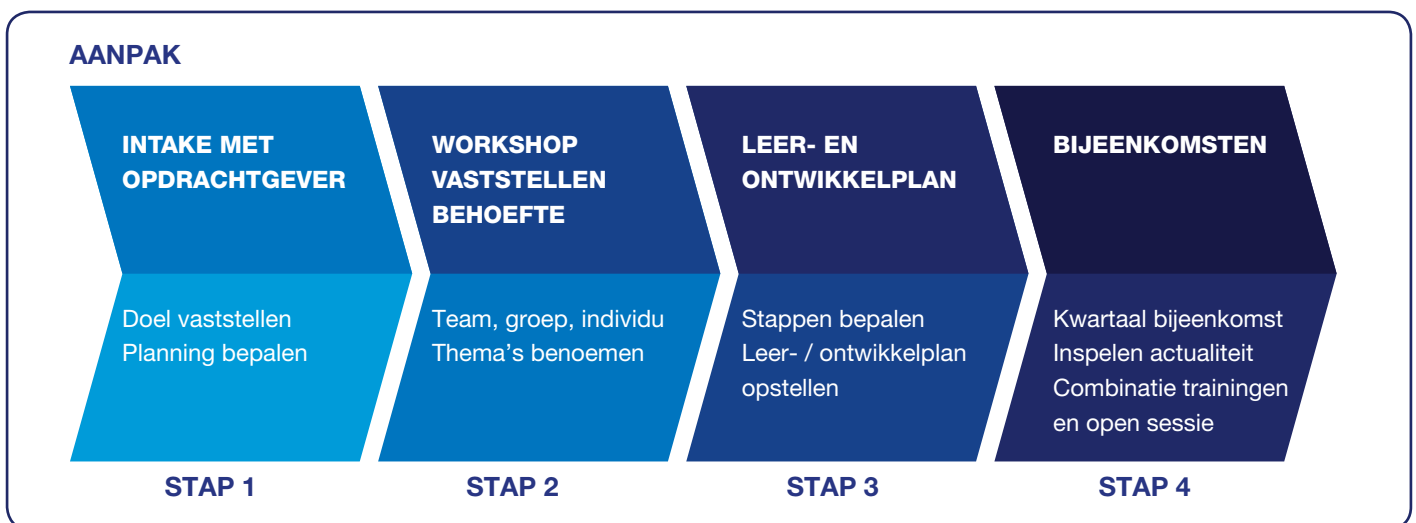 AANPAK
INTAKE MET
OPDRACHTGEVER
Doel vaststellen
Planning bepalen
STAP 1
WORKSHOP
VASTSTELLEN
BEHOEFTE
Team, groep, individu
Thema's benoemen
STAP 2
LEER- EN
ONTWIKKELPLAN
Stappen bepalen
Leer- / ontwikkelplan
opstellen
STAP 3
BIJEENKOMSTEN
Kwartaal bijeenkomst
Inspelen actualiteit
Combinatie trainingen
en open sessie
STAP 4